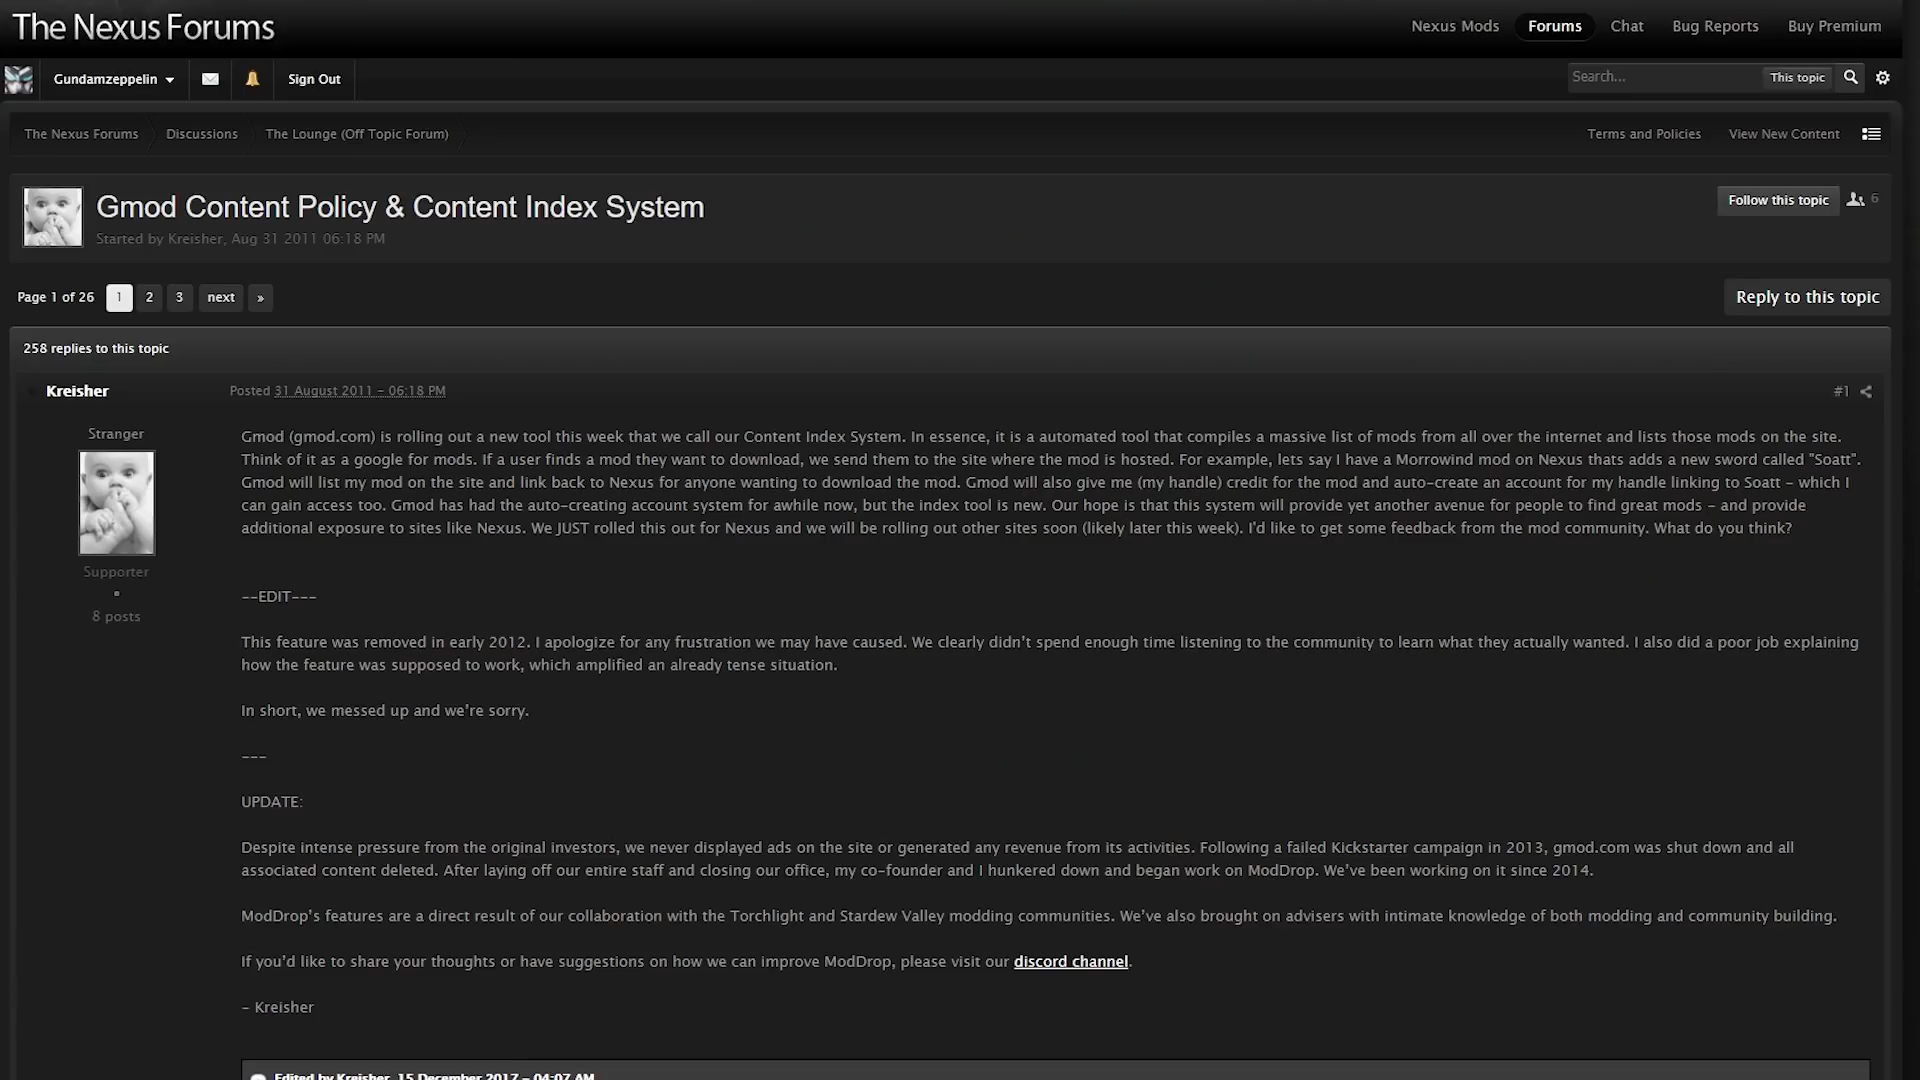 The Nexus Forums
Nexus Mods Forums Chat Bug Reports Buy Premium
Gundamzeppelin Sign Out Search... This topic
The Nexus Forums Discussions The Lounge (Off Topic Forum) Terms and Policies View New Content
Gmod Content Policy & Content Index System
Started by Kreisher, Aug 31 2011 06:18 PM
Follow this topic 6
Page 1 of 26 1 2 3 next » Reply to this topic
258 replies to this topic
Kreisher Posted 31 August 2011 - 06:18 PM #1
Stranger
Supporter
8 posts
Gmod (gmod.com) is rolling out a new tool this week that we call our Content Index System. In essence, it is a automated tool that compiles a massive list of mods from all over the internet and lists those mods on the site.
Think of it as a google for mods. If a user finds a mod they want to download, we send them to the site where the mod is hosted. For example, lets say I have a Morrowind mod on Nexus thats adds a new sword called "Soatt".
Gmod will list my mod on the site and link back to Nexus for anyone wanting to download the mod. Gmod will also give me (my handle) credit for the mod and auto-create an account for my handle linking to Soatt - which I
can gain access too. Gmod has had the auto-creating account system for awhile now, but the index tool is new. Our hope is that this system will provide yet another avenue for people to find great mods - and provide
additional exposure to sites like Nexus. We JUST rolled this out for Nexus and we will be rolling out other sites soon (likely later this week). I'd like to get some feedback from the mod community. What do you think?
--EDIT---
This feature was removed in early 2012. I apologize for any frustration we may have caused. We clearly didn't spend enough time listening to the community to learn what they actually wanted. I also did a poor job explaining
how the feature was supposed to work, which amplified an already tense situation.
In short, we messed up and we're sorry.
---
UPDATE:
Despite intense pressure from the original investors, we never displayed ads on the site or generated any revenue from its activities. Following a failed Kickstarter campaign in 2013, gmod.com was shut down and all
associated content deleted. After laying off our entire staff and closing our office, my co-founder and I hunkered down and began work on ModDrop. We've been working on it since 2014.
ModDrop's features are a direct result of our collaboration with the Torchlight and Stardew Valley modding communities. We've also brought on advisers with intimate knowledge of both modding and community building.
If you'd like to share your thoughts or have suggestions on how we can improve ModDrop, please visit our discord channel.
- Kreisher
Edited by Kreisher, 15 December 2017 - 04:07 AM